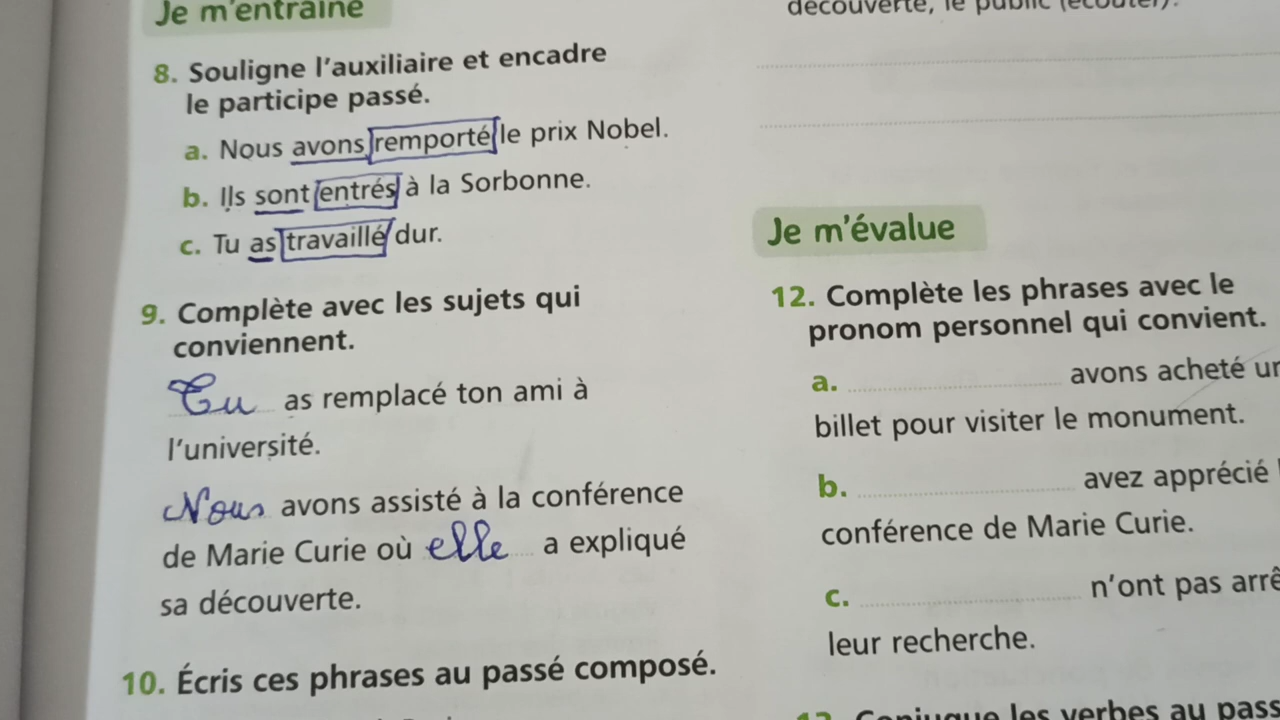 Je m'entraîne
8. Souligne l'auxiliaire et encadre
le participe passé.
a. Nous avons remporté le prix Nobel.
b. Ils sont entrés à la Sorbonne.
c. Tu as travaillé dur.
9. Complète avec les sujets qui
conviennent.
Tu as remplacé ton ami à
l'université.
Nous avons assisté à la conférence
de Marie Curie où elle a expliqué
sa découverte.
10. Écris ces phrases au passé composé.
découverte, le public (écouter).
Je m'évalue
12. Complète les phrases avec le
pronom personnel qui convient.
a. avons acheté
billet pour visiter le monument.
b. avez apprécié
conférence de Marie Curie.
c. n'ont pas
leur recherche.
les verbes au